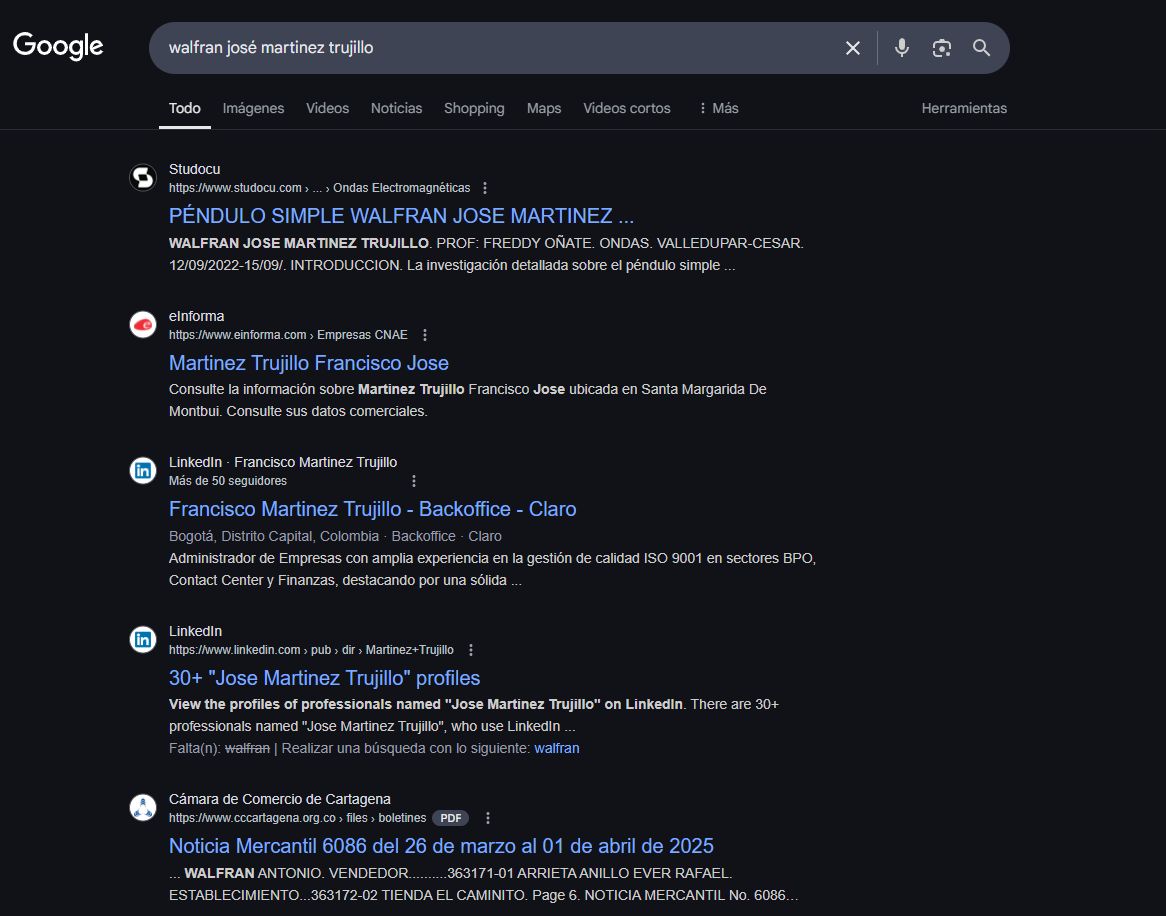 Google
walfran josé martinez trujillo
Todo Imágenes Videos Noticias Shopping Maps Videos cortos Más Herramientas
Studocu
https://www.studocu.com › ... › Ondas Electromagnéticas
PÉNDULO SIMPLE WALFRAN JOSE MARTINEZ ...
WALFRAN JOSE MARTINEZ TRUJILLO. PROF: FREDDY OÑATE. ONDAS. VALLEDUPAR-CESAR.
12/09/2022-15/09/. INTRODUCCION. La investigación detallada sobre el péndulo simple ...
eInforma
https://www.einforma.com › Empresas CNAE
Martinez Trujillo Francisco Jose
Consulte la información sobre Martinez Trujillo Francisco Jose ubicada en Santa Margarida De
Montbui. Consulte sus datos comerciales.
LinkedIn · Francisco Martinez Trujillo
Más de 50 seguidores
Francisco Martinez Trujillo - Backoffice - Claro
Bogotá, Distrito Capital, Colombia · Backoffice · Claro
Administrador de Empresas con amplia experiencia en la gestión de calidad ISO 9001 en sectores BPO,
Contact Center y Finanzas, destacando por una sólida ...
LinkedIn
https://www.linkedin.com › pub › dir › Martinez+Trujillo
30+ "Jose Martinez Trujillo" profiles
View the profiles of professionals named "Jose Martinez Trujillo" on LinkedIn. There are 30+
professionals named "Jose Martinez Trujillo", who use LinkedIn ...
Falta(n): walfran | Realizar una búsqueda con lo siguiente: walfran
Cámara de Comercio de Cartagena
https://www.cccartagena.org.co › files › boletines PDF
Noticia Mercantil 6086 del 26 de marzo al 01 de abril de 2025
... WALFRAN ANTONIO. VENDEDOR..........363171-01 ARRIETA ANILLO EVER RAFAEL.
ESTABLECIMIENTO...363172-02 TIENDA EL CAMINITO. Page 6. NOTICIA MERCANTIL No. 6086...